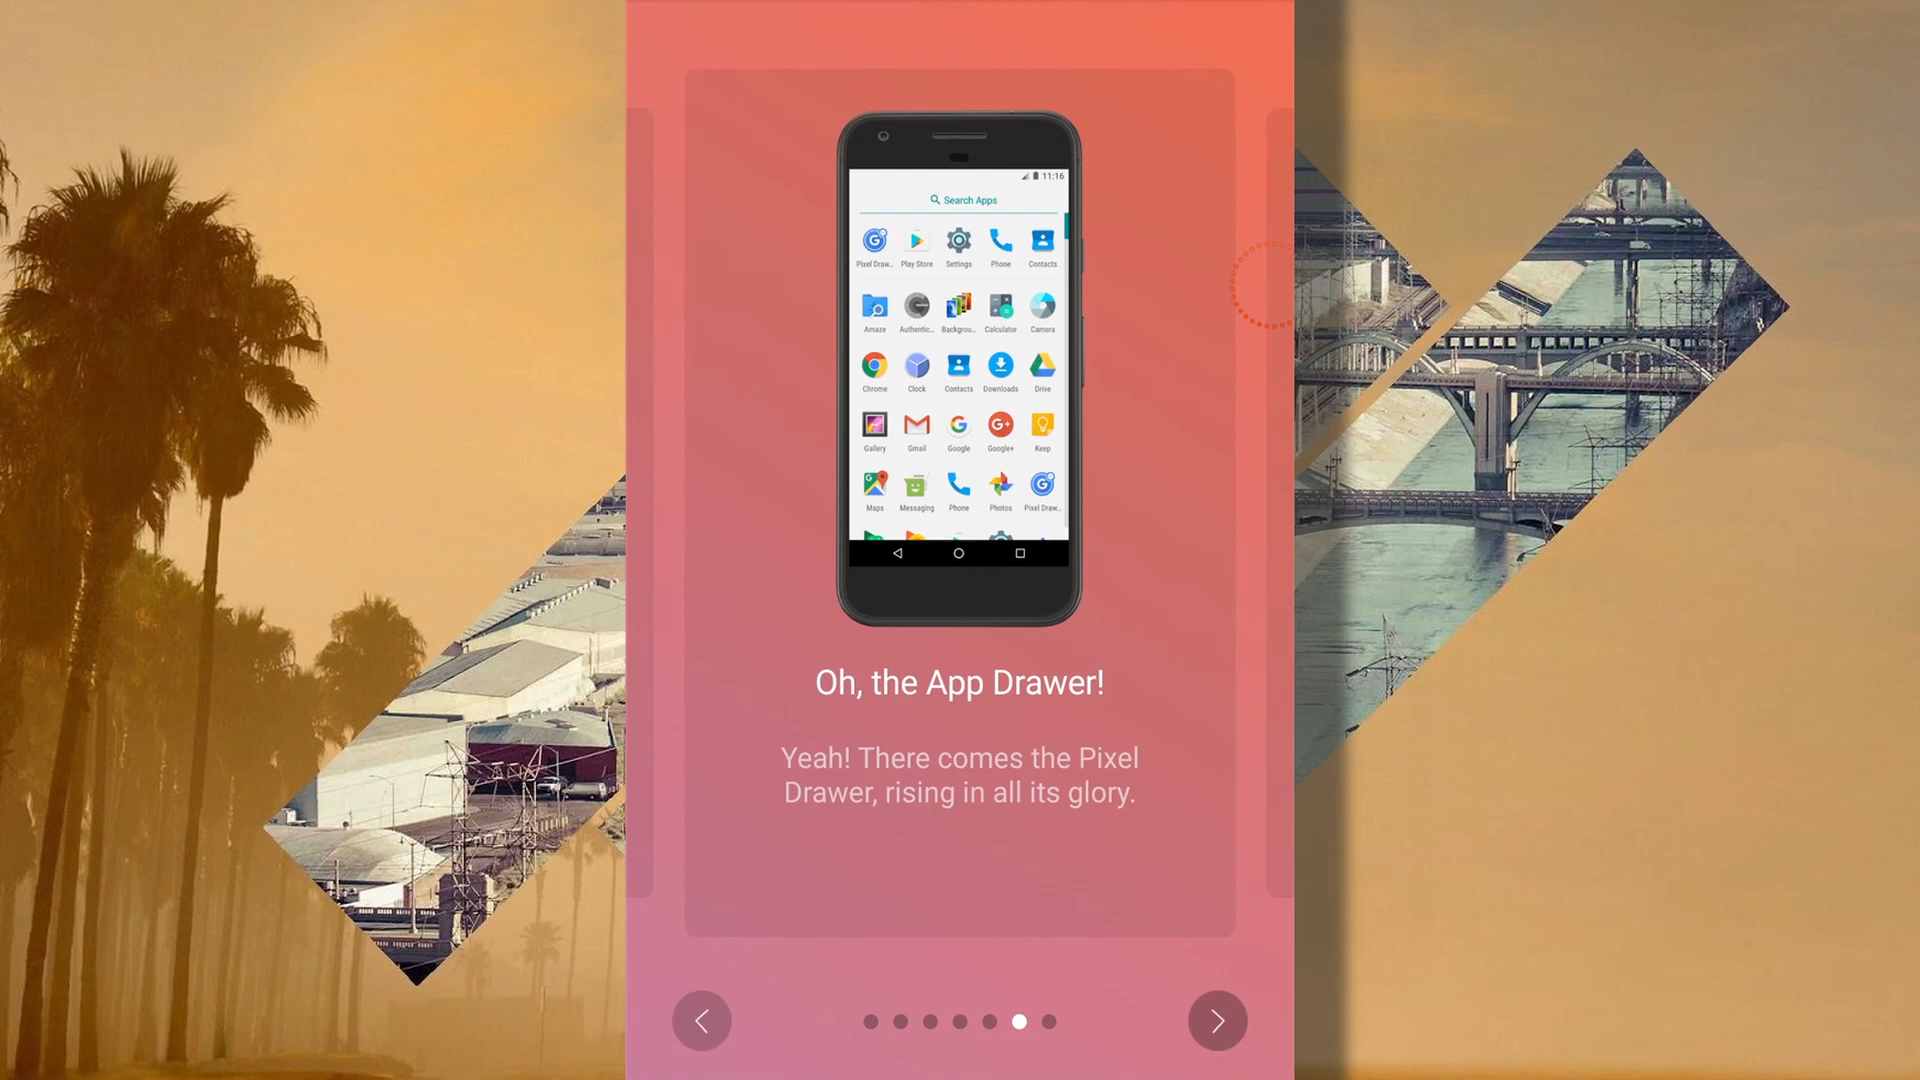 11:16
Search Apps
Pixel Draw... Play Store Settings Phone Contacts
Amaze Authentic... Backgrou... Calculator Camera
Chrome Clock Contacts Downloads Drive
Gallery Gmail Google Google+ Keep
Maps Messaging Phone Photos Pixel Draw...
Oh, the App Drawer!
Yeah! There comes the Pixel
Drawer, rising in all its glory.